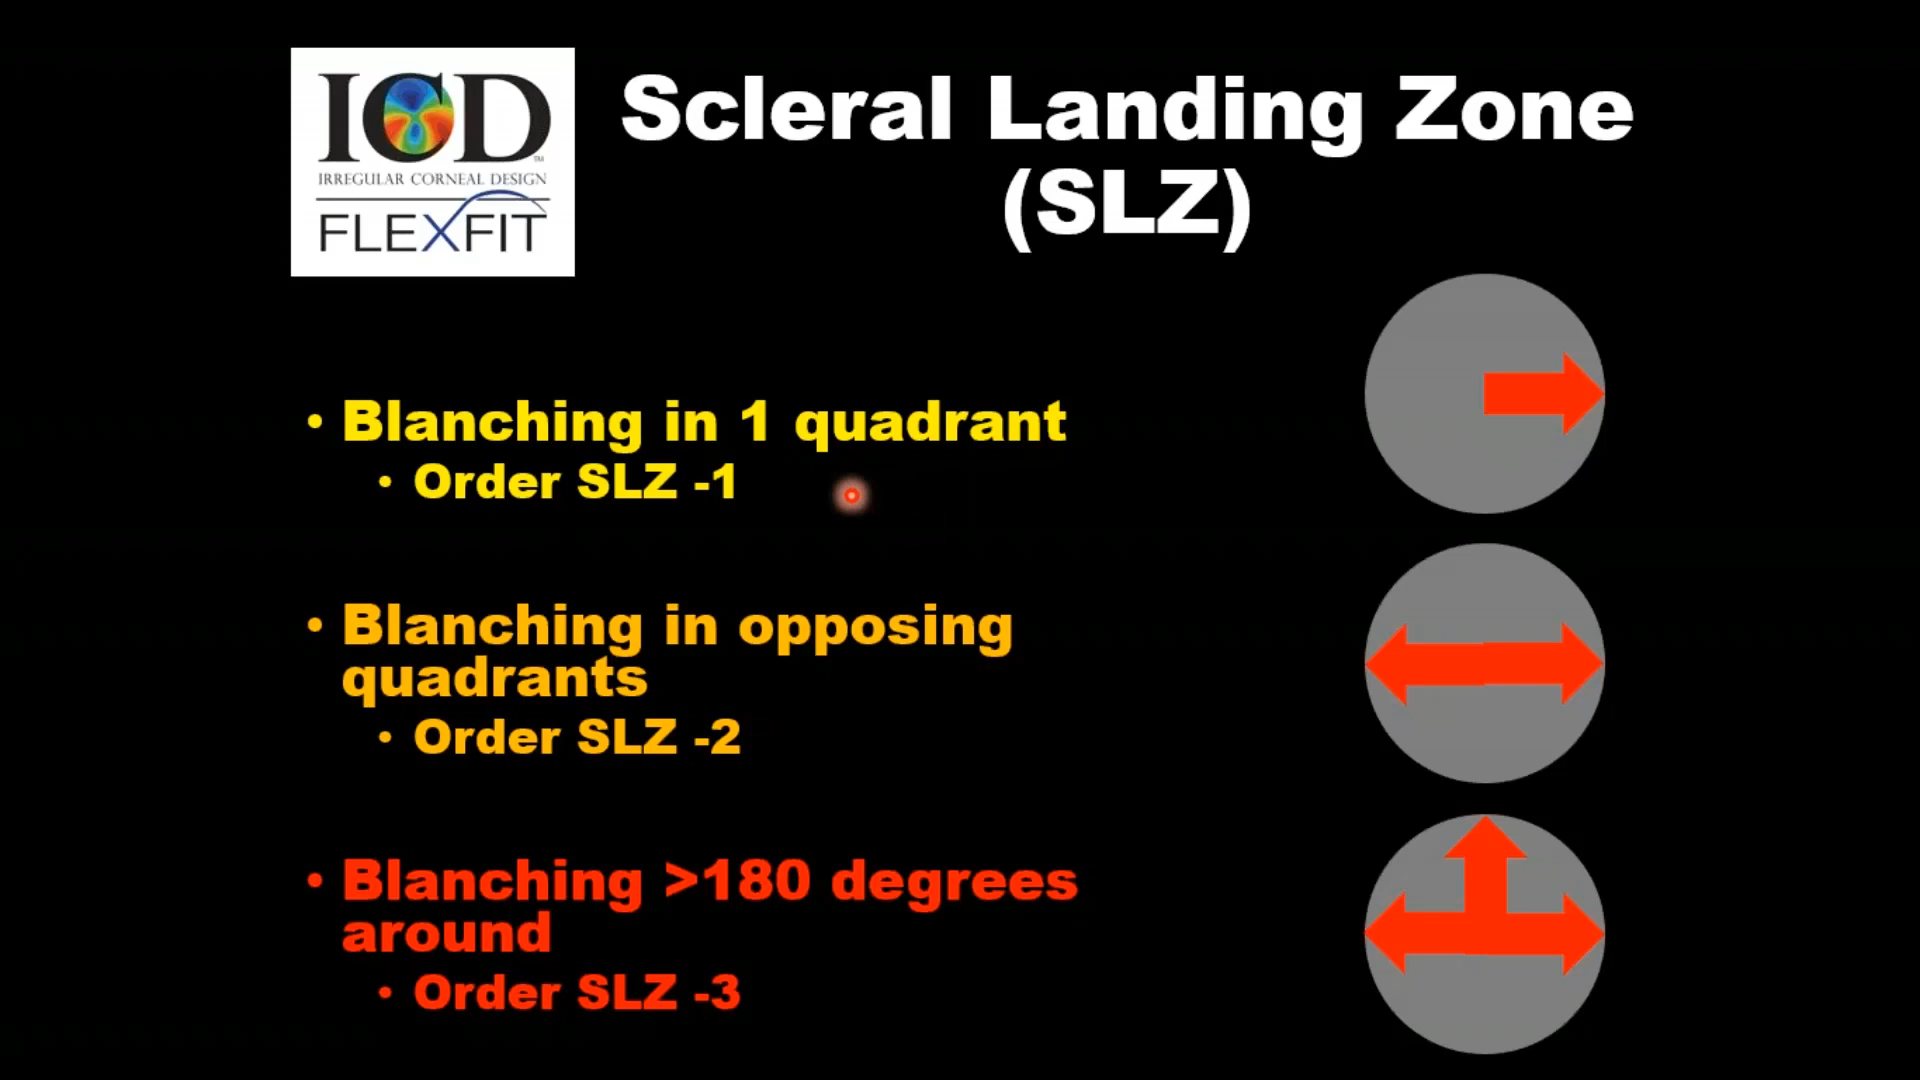 ICD™
IRREGULAR CORNEAL DESIGN
FLEXFIT
Scleral Landing Zone
(SLZ)
• Blanching in 1 quadrant
• Order SLZ -1
• Blanching in opposing
quadrants
• Order SLZ -2
• Blanching >180 degrees
around
• Order SLZ -3